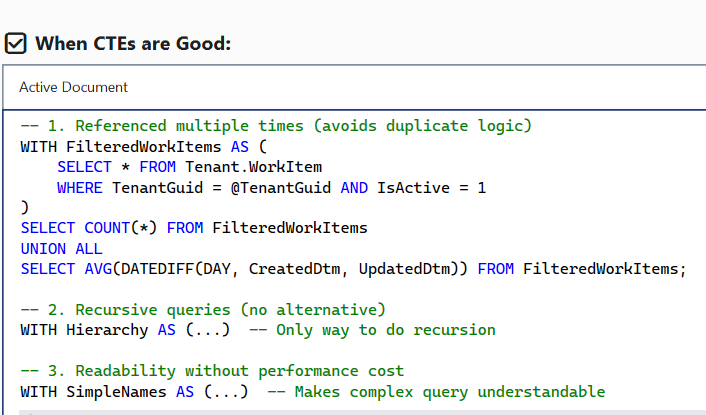 When CTEs are Good:
Active Document
-- 1. Referenced multiple times (avoids duplicate logic)
WITH FilteredWorkItems AS (
    SELECT * FROM Tenant.WorkItem
    WHERE TenantGuid = @TenantGuid AND IsActive = 1
)
SELECT COUNT(*) FROM FilteredWorkItems
UNION ALL
SELECT AVG(DATEDIFF(DAY, CreatedDtm, UpdatedDtm)) FROM FilteredWorkItems;
-- 2. Recursive queries (no alternative)
WITH Hierarchy AS (...)  -- Only way to do recursion
-- 3. Readability without performance cost
WITH SimpleNames AS (...)  -- Makes complex query understandable